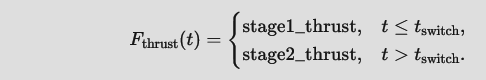 F_thrust(t) = { stage1_thrust, t ≤ t_switch,
stage2_thrust, t > t_switch.